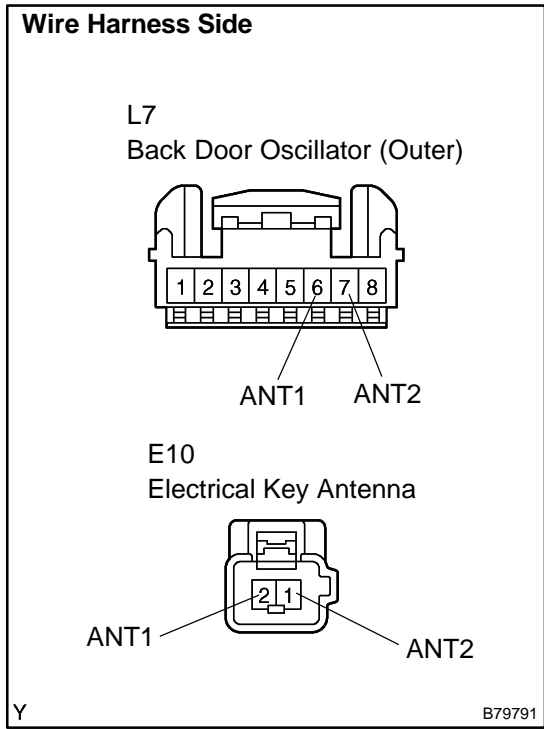 Wire Harness Side
L7
Back Door Oscillator (Outer)
1 2 3 4 5 6 7 8
ANT1 ANT2
E10
Electrical Key Antenna
2 1
ANT1
ANT2
Y B79791